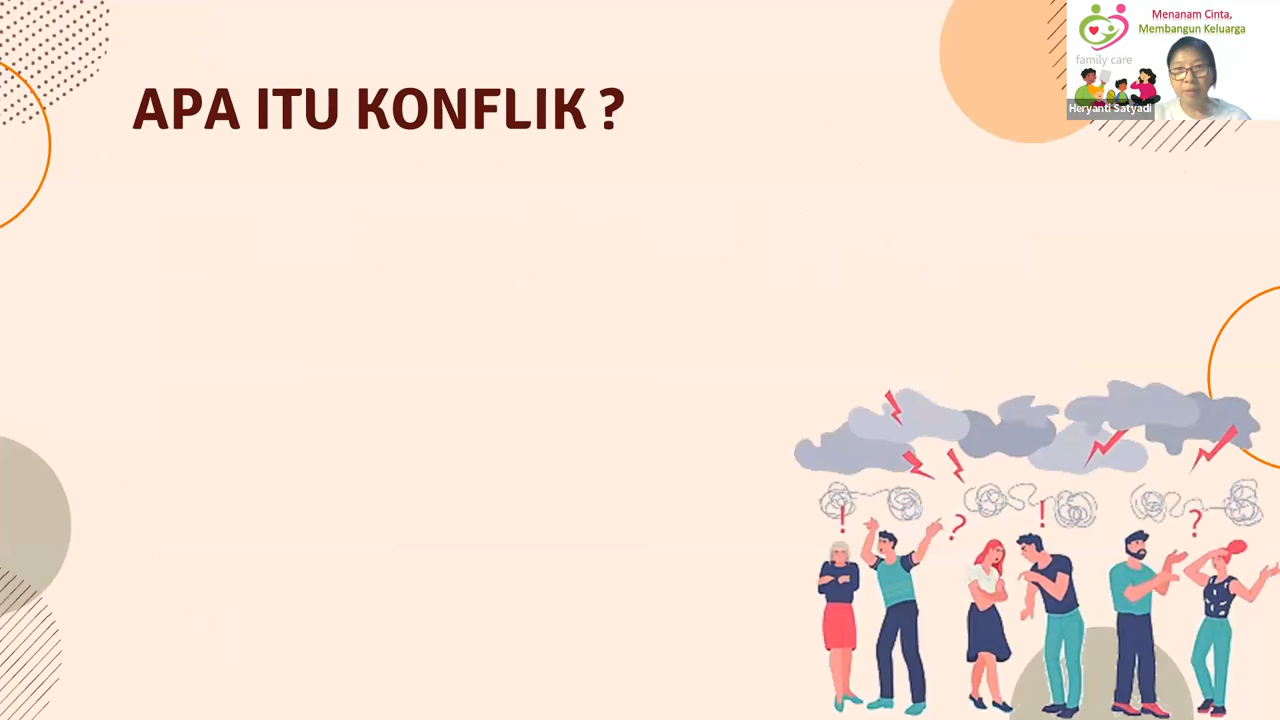 APA ITU KONFLIK ?
Menanam Cinta,
Membangun Keluarga
family care
Heryanti Satyadi
! ? ! ?